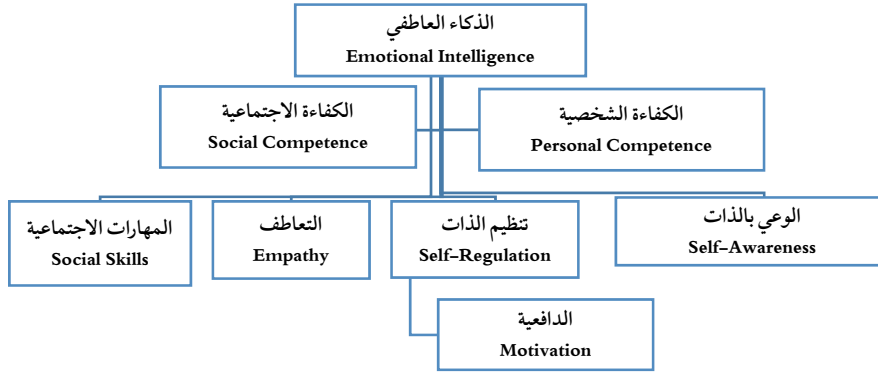 الذكاء العاطفي
Emotional Intelligence
الكفاءة الشخصية
Personal Competence
الكفاءة الاجتماعية
Social Competence
الوعي بالذات
Self-Awareness
تنظيم الذات
Self-Regulation
التعاطف
Empathy
المهارات الاجتماعية
Social Skills
الدافعية
Motivation